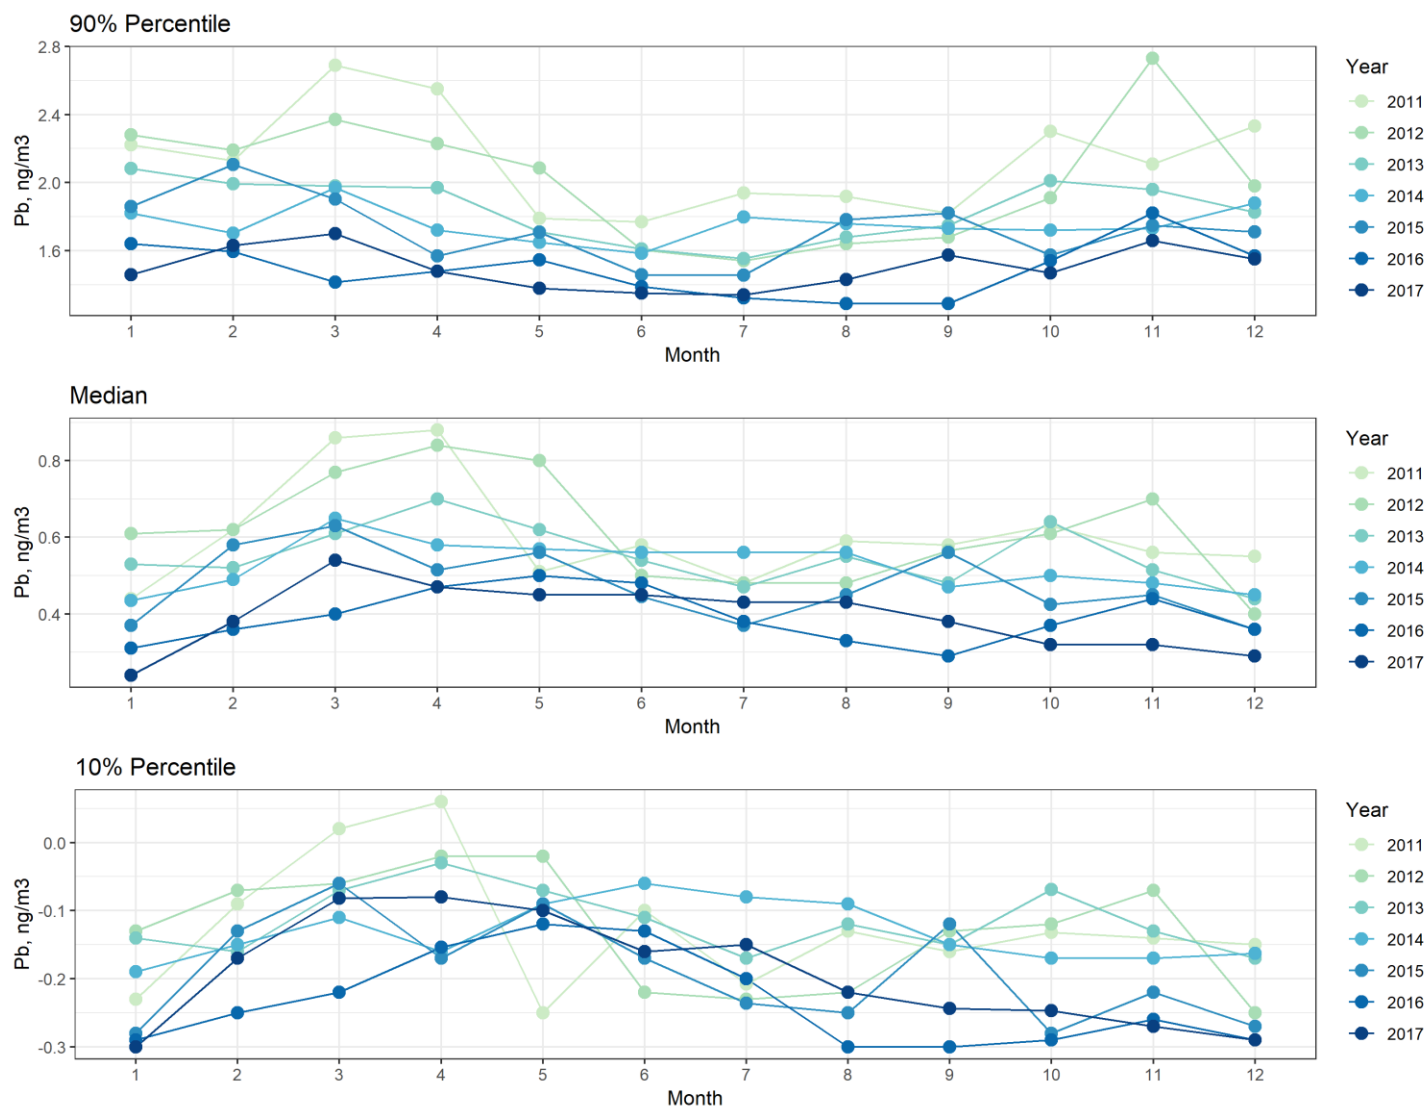 90% Percentile
Pb, ng/m3
2.8
2.4
2.0
1.6
1 2 3 4 5 6 7 8 9 10 11 12
Month
Year
2011
2012
2013
2014
2015
2016
2017
Median
Pb, ng/m3
0.8
0.6
0.4
1 2 3 4 5 6 7 8 9 10 11 12
Month
Year
2011
2012
2013
2014
2015
2016
2017
10% Percentile
Pb, ng/m3
0.0
-0.1
-0.2
-0.3
1 2 3 4 5 6 7 8 9 10 11 12
Month
Year
2011
2012
2013
2014
2015
2016
2017